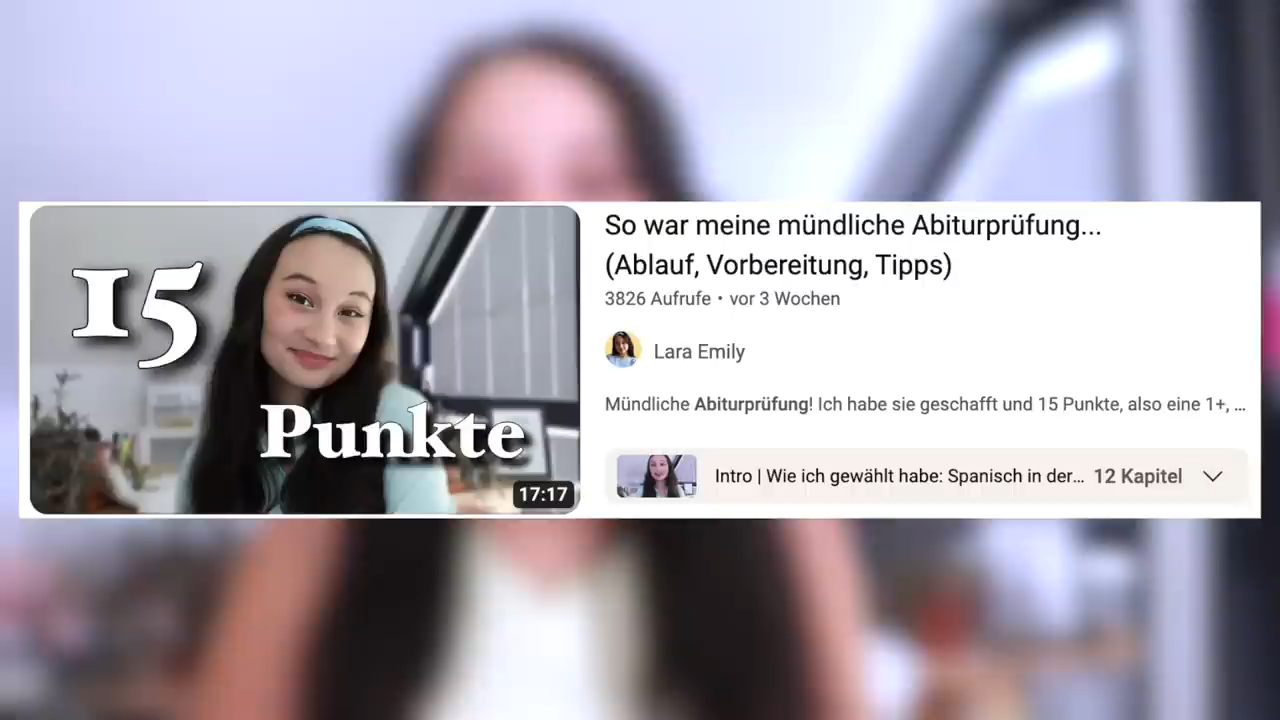 15
Punkte
17:17
So war meine mündliche Abiturprüfung...
(Ablauf, Vorbereitung, Tipps)
3826 Aufrufe • vor 3 Wochen
Lara Emily
Mündliche Abiturprüfung! Ich habe sie geschafft und 15 Punkte, also eine 1+, ...
Intro | Wie ich gewählt habe: Spanisch in der... 12 Kapitel